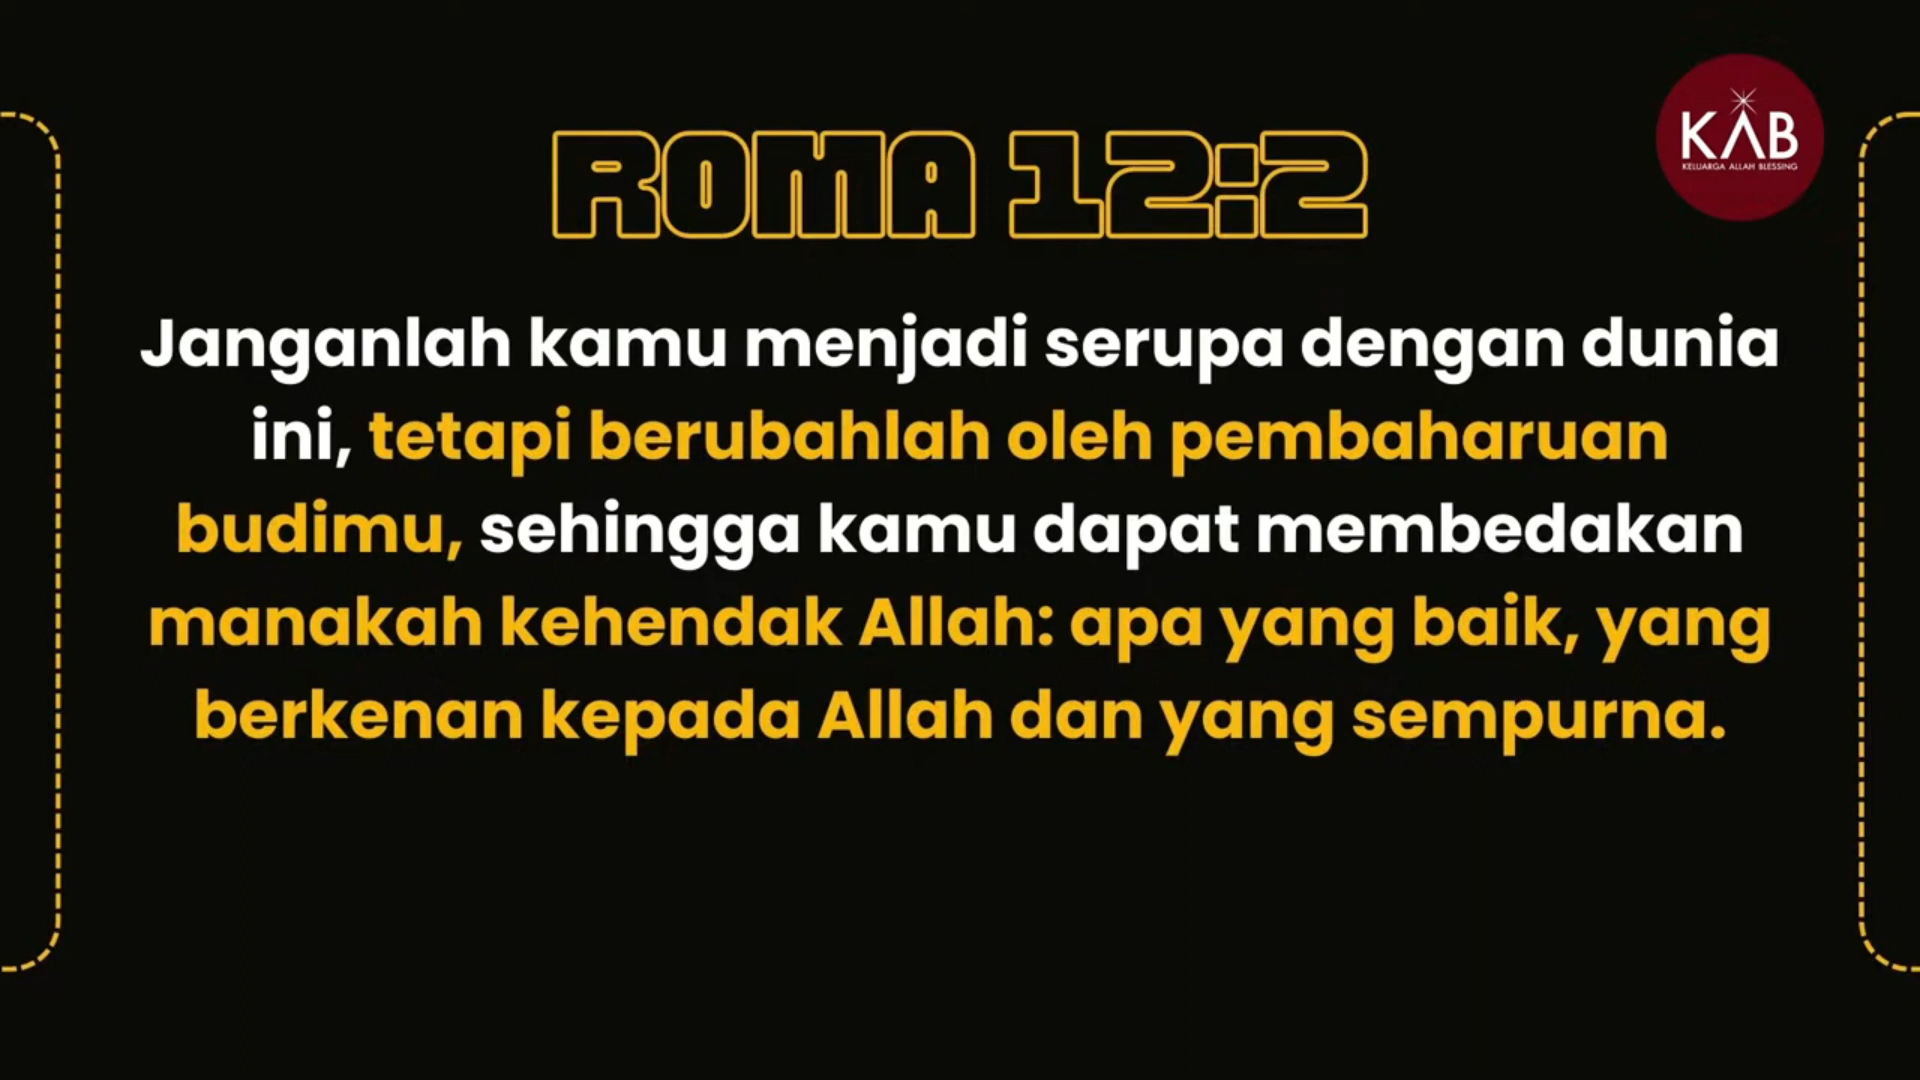 ROMA 12:2
KAB
KELUARGA ALLAH BLESSING
Janganlah kamu menjadi serupa dengan dunia
ini, tetapi berubahlah oleh pembaharuan
budimu, sehingga kamu dapat membedakan
manakah kehendak Allah: apa yang baik, yang
berkenan kepada Allah dan yang sempurna.